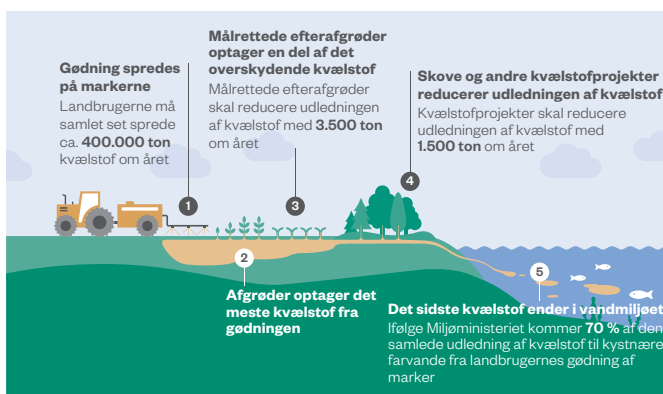 Gødning spredes
på markerne
Landbrugerne må
samlet set sprede
ca. 400.000 ton
kvælstof om året
1
2
Afgrøder optager det
meste kvælstof fra
gødningen
Målrettede efterafgrøder
optager en del af det
overskydende kvælstof
Målrettede efterafgrøder
skal reducere udledningen
af kvælstof med 3.500 ton
om året
3
Skove og andre kvælstofprojekter
reducerer udledningen af kvælstof
Kvælstofprojekter skal reducere
udledningen af kvælstof med
1.500 ton om året
4
5
Det sidste kvælstof ender i vandmiljøet
Ifølge Miljøministeriet kommer 70 % af den
samlede udledning af kvælstof til kystnære
farvande fra landbrugernes gødning af
marker